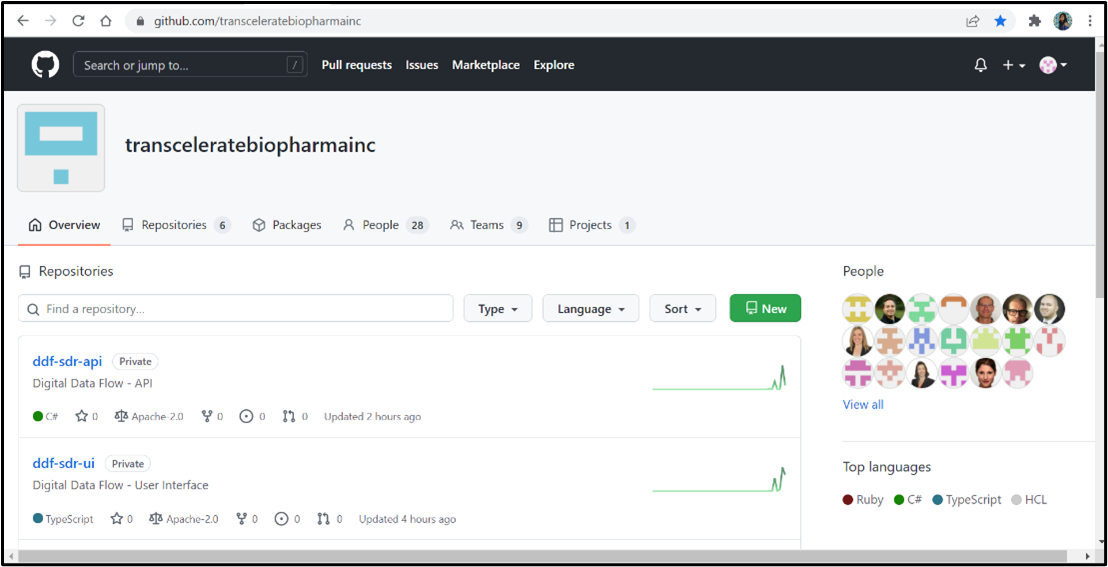 github.com/transceleratebiopharmainc
Search or jump to... /
Pull requests Issues Marketplace Explore
transceleratebiopharmainc
Overview Repositories 6 Packages People 28 Teams 9 Projects 1
Repositories
Find a repository...
Type Language Sort New
ddf-sdr-api Private
Digital Data Flow - API
C# 0 Apache-2.0 0 0 0 Updated 2 hours ago
ddf-sdr-ui Private
Digital Data Flow - User Interface
TypeScript 0 Apache-2.0 0 0 0 Updated 4 hours ago
People
View all
Top languages
Ruby C# TypeScript HCL